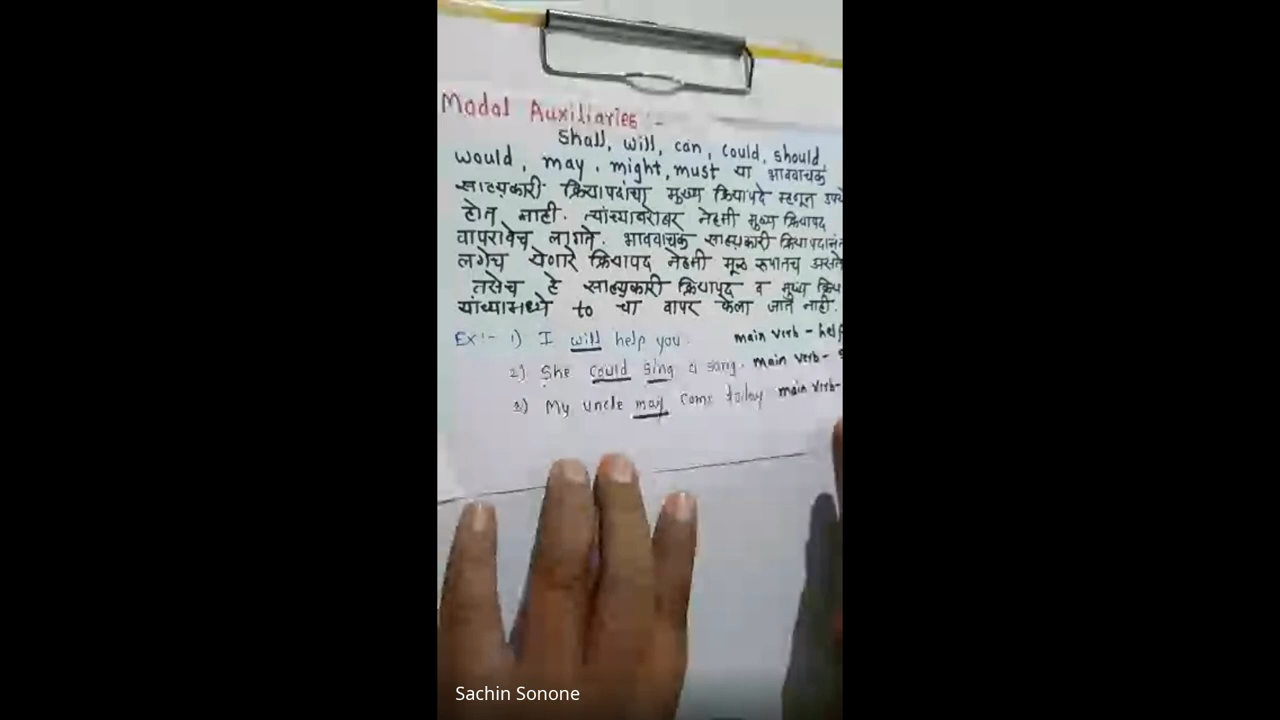 Modal Auxiliaries :-
Shall, will, can, could, should,
would, may, might, must या भाववाचक
साहय्यकारी क्रियापदांचा मुख्य क्रियापदे म्हणून
होत नाही. त्यांच्याबरोबर नेहमी मुख्य क्रियापद
वापरावेच लागते. भाववाचक साहय्यकारी क्रियापदानंत
लगेच येणारे क्रियापद नेहमी मूळ रूपातच असते
तसेच हे साहय्यकारी क्रियापद व मुख्य क्रिय
यांच्यामध्ये to चा वापर केला जात नाही.
Ex:- 1) I will help you. main verb - help
2) She could sing a song. main verb-
3) My uncle may come today main verb-
Sachin Sonone